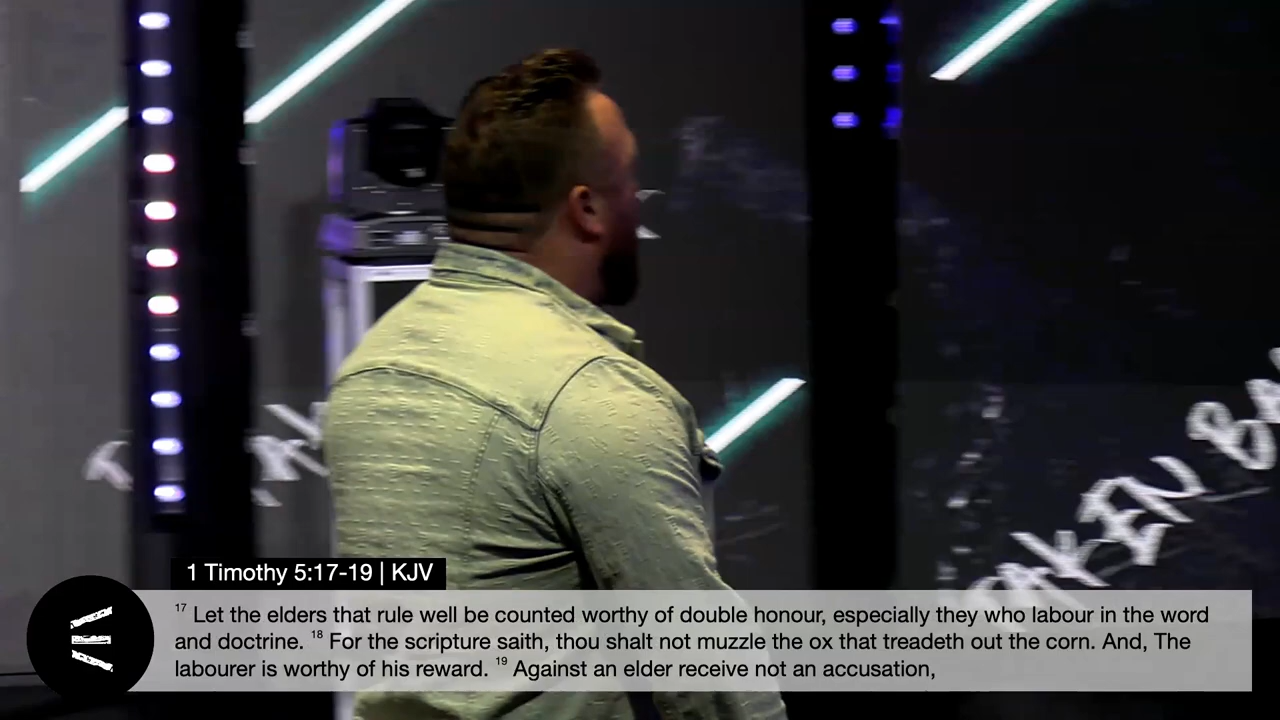 TAKEN BA
1 Timothy 5:17-19 | KJV
17 Let the elders that rule well be counted worthy of double honour, especially they who labour in the word
and doctrine. 18 For the scripture saith, thou shalt not muzzle the ox that treadeth out the corn. And, The
labourer is worthy of his reward. 19 Against an elder receive not an accusation,